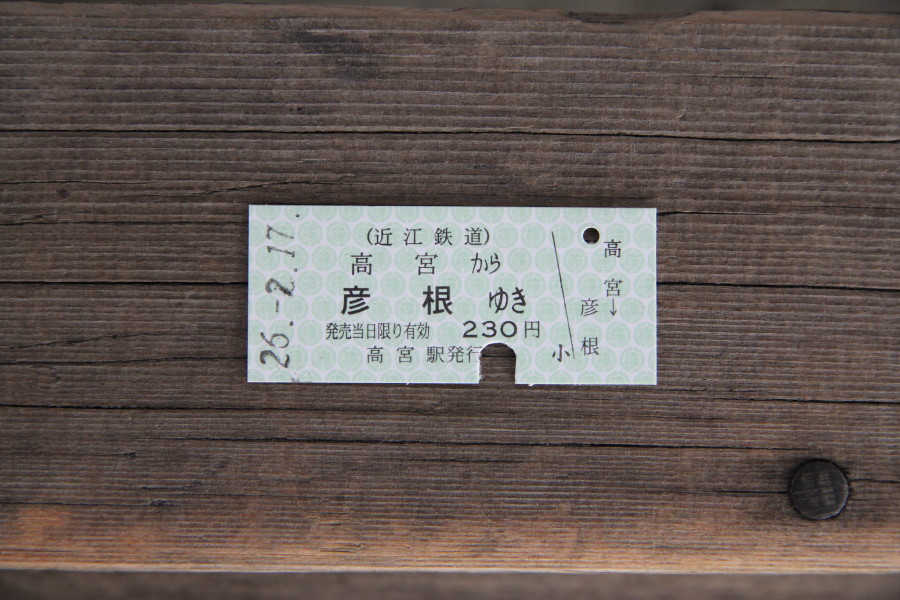 26.-2.17.
(近江鉄道)
高宮から
彦根ゆき
発売当日限り有効 230円
高宮駅発行
高宮→
彦根
小